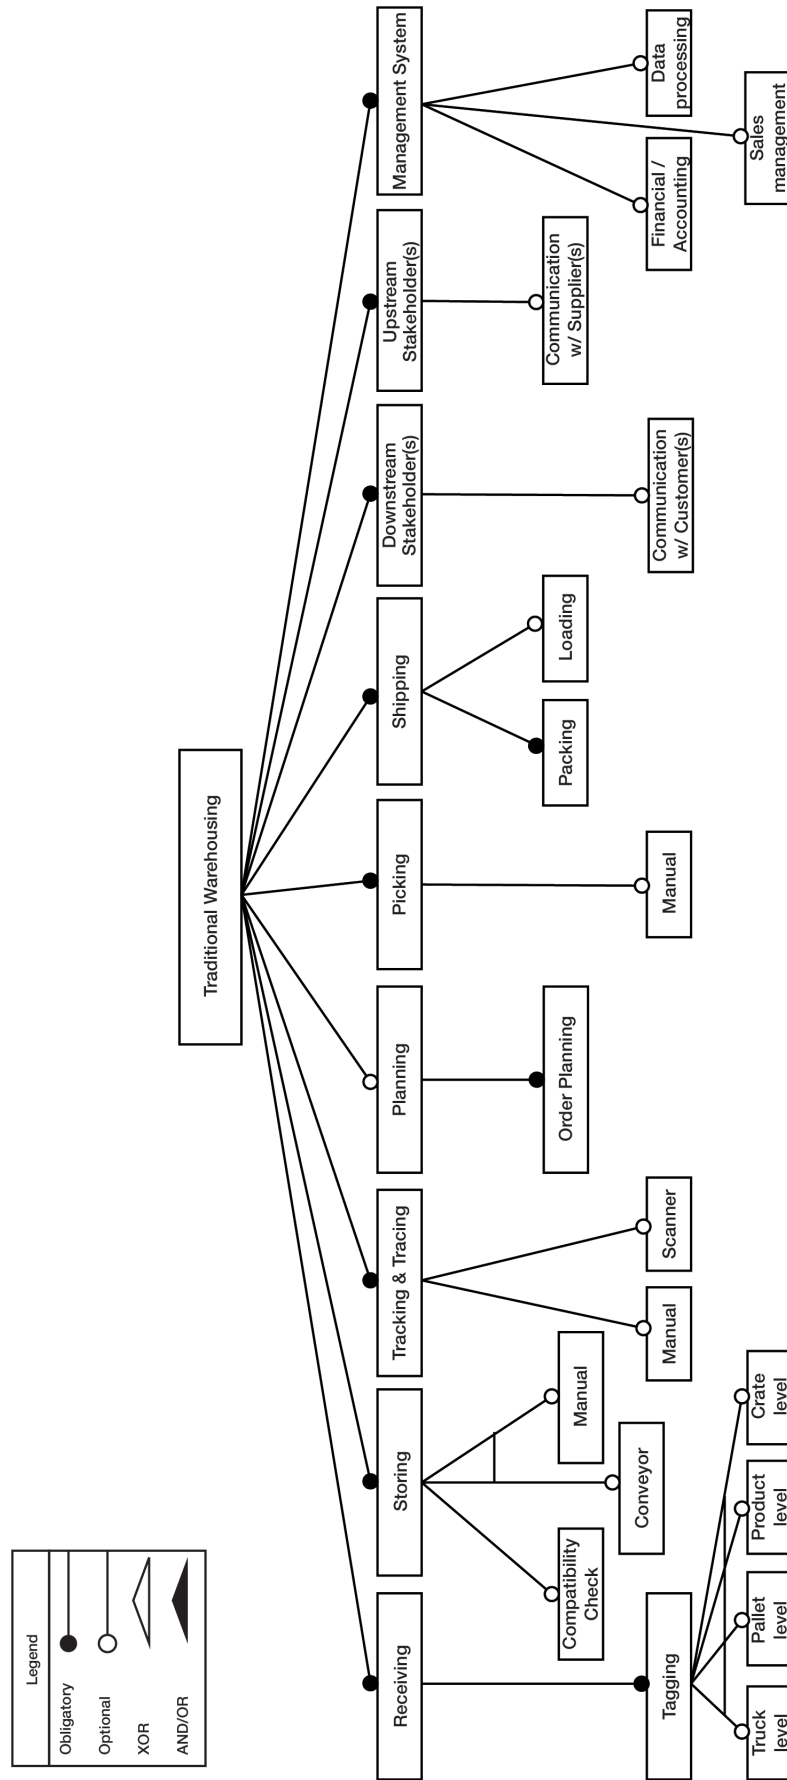 Legend
Obligatory
Optional
XOR
AND/OR
Traditional Warehousing
Receiving
Storing
Tracking & Tracing
Planning
Picking
Shipping
Downstream
Stakeholder(s)
Upstream
Stakeholder(s)
Management System
Tagging
Truck
level
Pallet
level
Product
level
Crate
level
Compatibility
Check
Conveyor
Manual
Manual
Scanner
Order Planning
Manual
Packing
Loading
Communication
w/ Customer(s)
Communication
w/ Supplier(s)
Financial /
Accounting
Sales
management
Data
processing